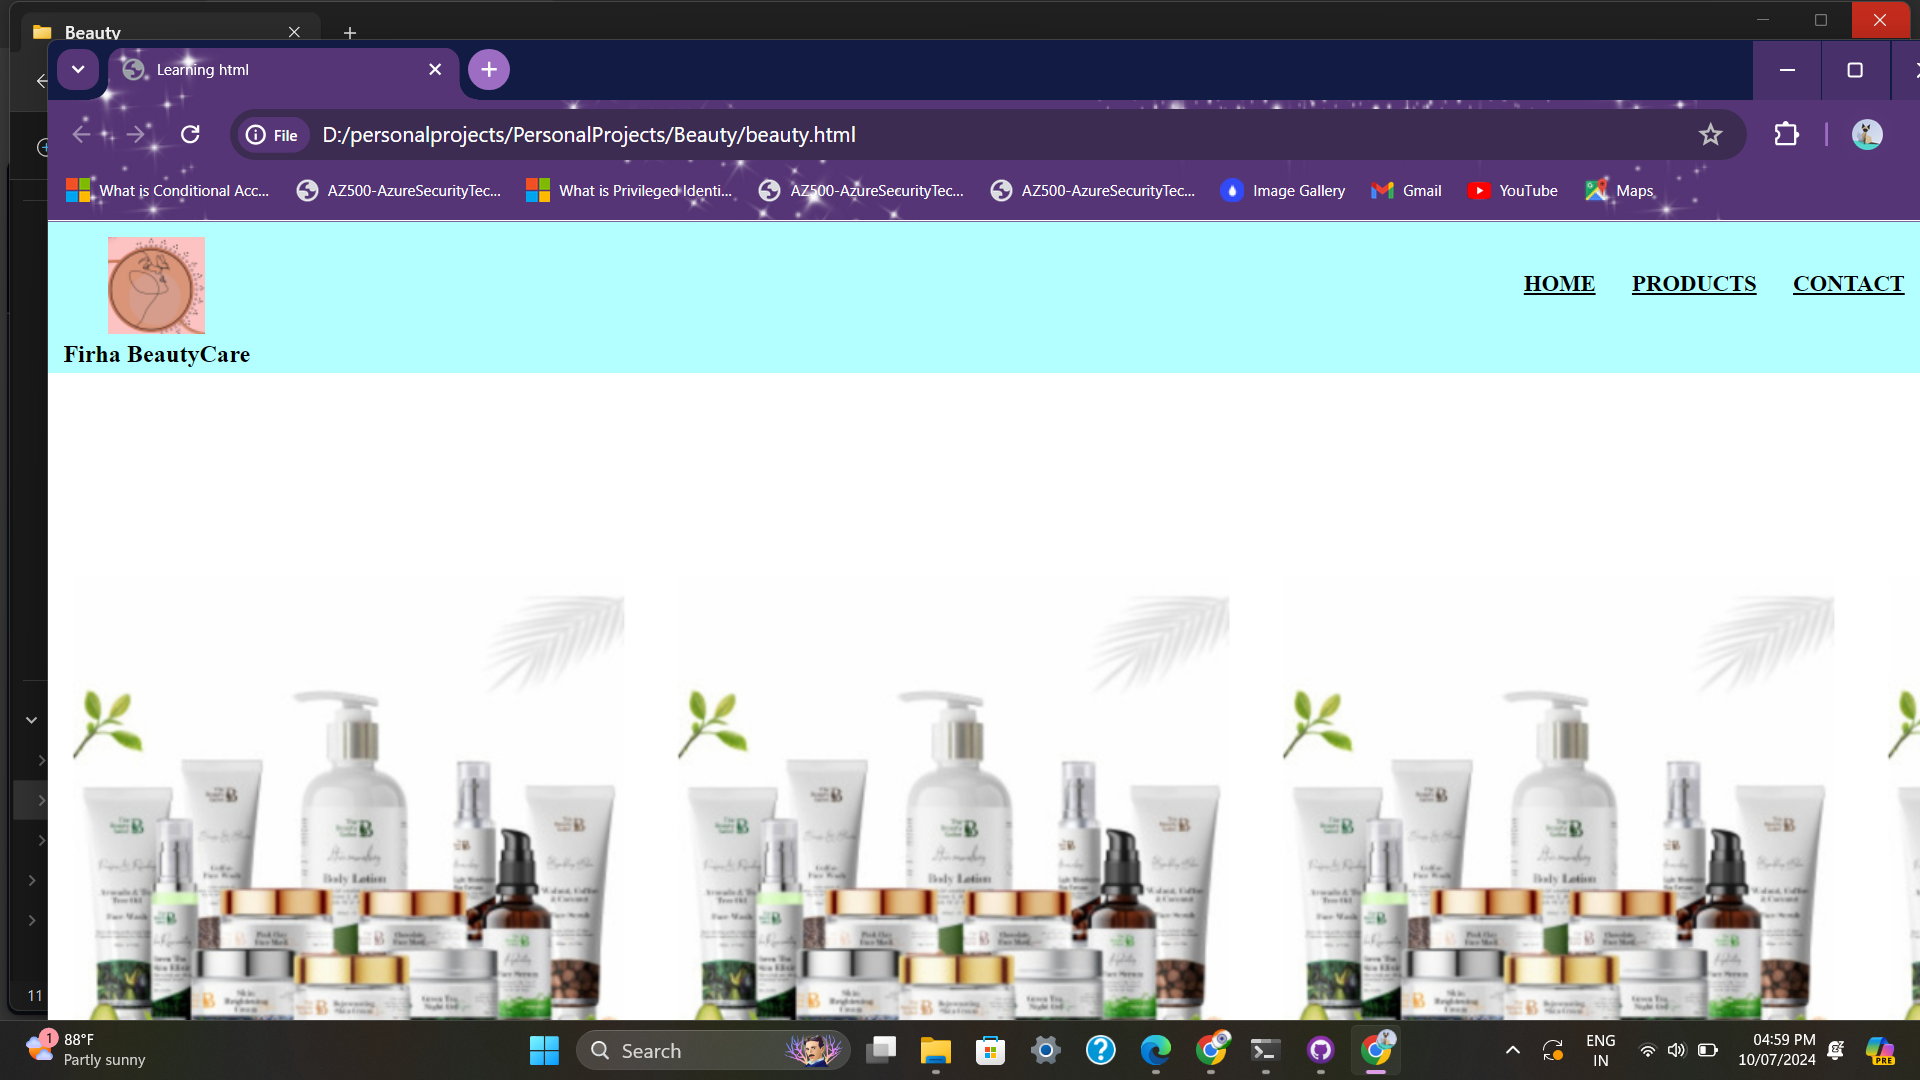 Beauty
Learning html
File
D:/personalprojects/PersonalProjects/Beauty/beauty.html
What is Conditional Acc...
AZ500-AzureSecurityTec...
What is Privileged Identi...
AZ500-AzureSecurityTec...
AZ500-AzureSecurityTec...
Image Gallery
Gmail
YouTube
Maps
HOME PRODUCTS CONTACT
Firha BeautyCare
Body Lotion
Body Lotion
Body Lotion
11
1
88°F
Partly sunny
Search
PRE
ENG
IN
04:59 PM
10/07/2024